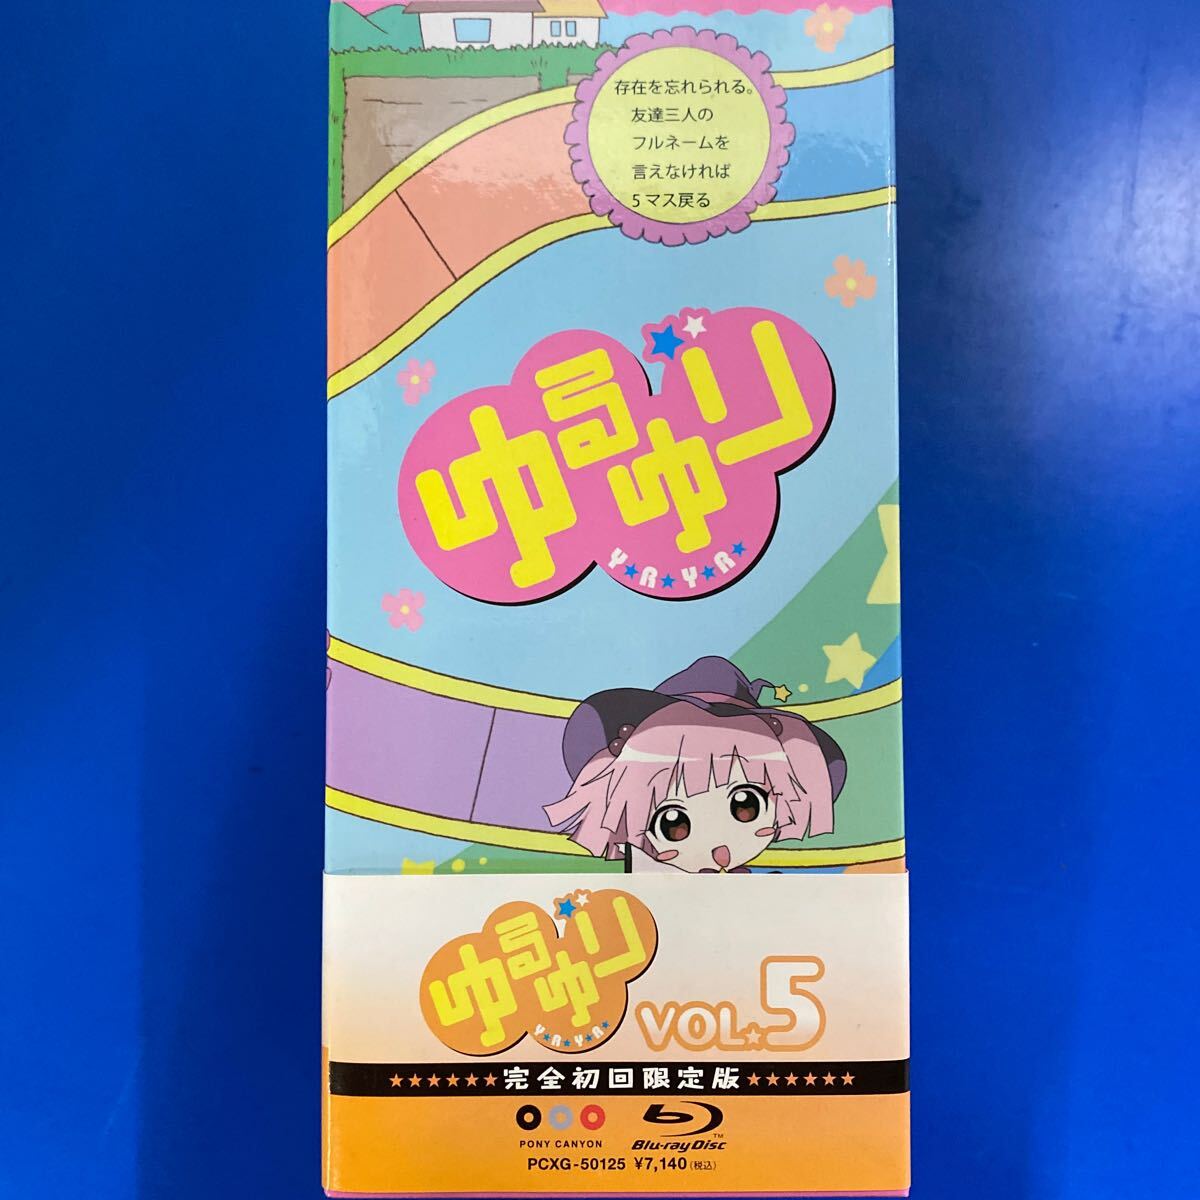 存在を忘れられる。
友達三人の
フルネームを
言えなければ
5マス戻る
ゆるゆり
Y★R★Y★R★
ゆるゆり
Y★R★Y★R★
VOL.5
★★★★★★完全初回限定版★★★★★★
PONY CANYON
Blu-ray Disc™
PCXG-50125 ¥7,140(税込)